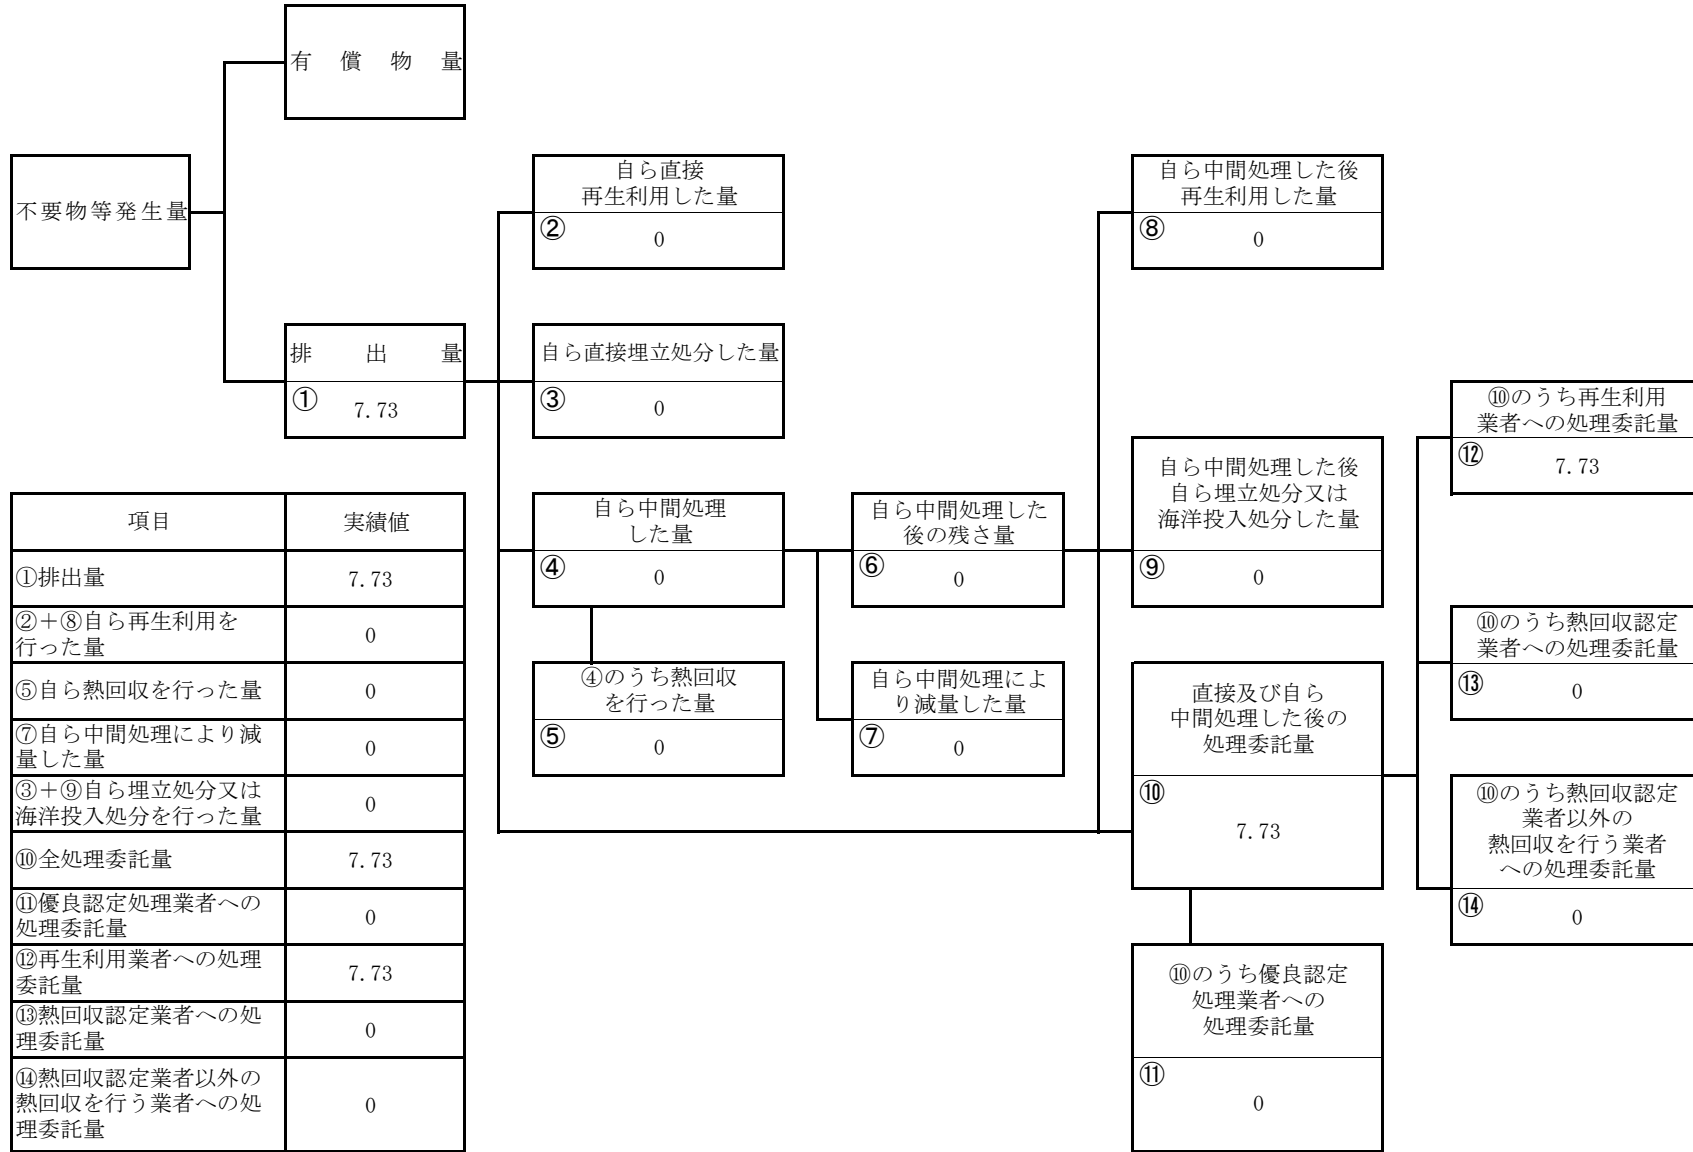 有償物量
不要物等発生量
排出量
① 7.73
自ら直接
再生利用した量
② 0
自ら直接埋立処分した量
③ 0
自ら中間処理
した量
④ 0
④のうち熱回収
を行った量
⑤ 0
自ら中間処理した
後の残さ量
⑥ 0
自ら中間処理によ
り減量した量
⑦ 0
自ら中間処理した後
再生利用した量
⑧ 0
自ら中間処理した後
自ら埋立処分又は
海洋投入処分した量
⑨ 0
直接及び自ら
中間処理した後の
処理委託量
⑩
7.73
⑩のうち優良認定
処理業者への
処理委託量
⑪
0
⑩のうち再生利用
業者への処理委託量
⑫ 7.73
⑩のうち熱回収認定
業者への処理委託量
⑬ 0
⑩のうち熱回収認定
業者以外の
熱回収を行う業者
への処理委託量
⑭ 0
項目 実績値
①排出量 7.73
②＋⑧自ら再生利用を
行った量 0
⑤自ら熱回収を行った量 0
⑦自ら中間処理により減
量した量 0
③＋⑨自ら埋立処分又は
海洋投入処分を行った量 0
⑩全処理委託量 7.73
⑪優良認定処理業者への
処理委託量 0
⑫再生利用業者への処理
委託量 7.73
⑬熱回収認定業者への処
理委託量 0
⑭熱回収認定業者以外の
熱回収を行う業者への処
理委託量 0